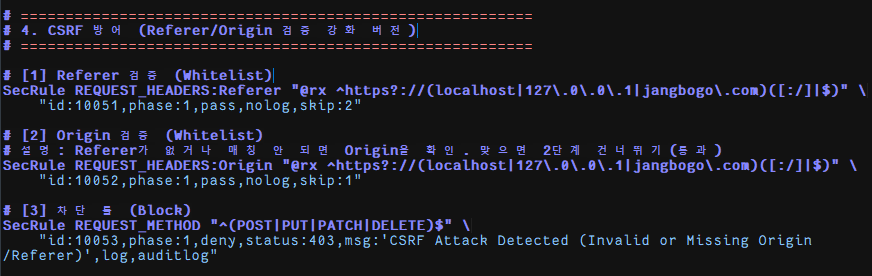 # =======================================================
# 4. CSRF 방어 (Referer/Origin 검증 강화 버전)
# =======================================================
# [1] Referer 검증 (Whitelist)
SecRule REQUEST_HEADERS:Referer "@rx ^https?://(localhost|127\.0\.0\.1|jangbogo\.com)([:/]|$)" \
"id:10051,phase:1,pass,nolog,skip:2"
# [2] Origin 검증 (Whitelist)
# 설명: Referer가 없거나 매칭 안 되면 Origin을 확인. 맞으면 2단계 건너뛰기(통과)
SecRule REQUEST_HEADERS:Origin "@rx ^https?://(localhost|127\.0\.0\.1|jangbogo\.com)([:/]|$)" \
"id:10052,phase:1,pass,nolog,skip:1"
# [3] 차단 룰 (Block)
SecRule REQUEST_METHOD "^(POST|PUT|PATCH|DELETE)$" \
"id:10053,phase:1,deny,status:403,msg:'CSRF Attack Detected (Invalid or Missing Origin
/Referer)',log,auditlog"